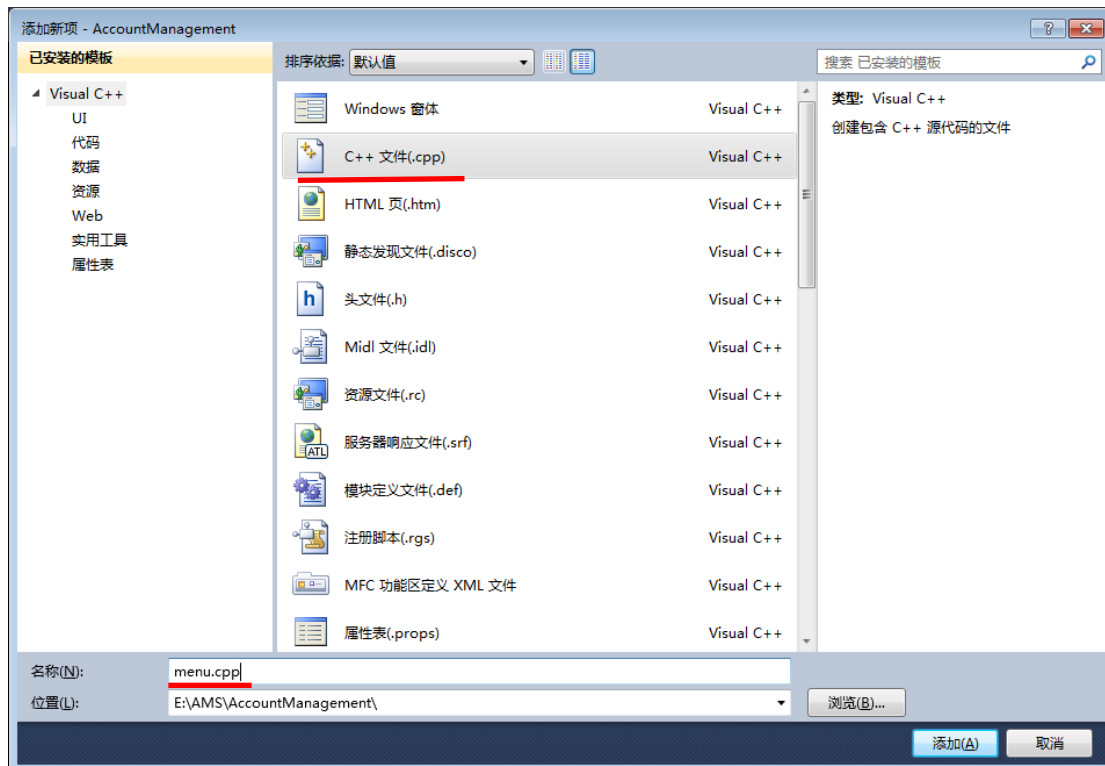 添加新项 - AccountManagement
已安装的模板
排序依据: 默认值
搜索 已安装的模板
Visual C++
UI
代码
数据
资源
Web
实用工具
属性表
Windows 窗体 Visual C++
C++ 文件(.cpp) Visual C++
HTML 页(.htm) Visual C++
静态发现文件(.disco) Visual C++
h
头文件(.h) Visual C++
Midl 文件(.idl) Visual C++
资源文件(.rc) Visual C++
ATL
服务器响应文件(.srf) Visual C++
模块定义文件(.def) Visual C++
注册脚本(.rgs) Visual C++
MFC 功能区定义 XML 文件 Visual C++
属性表(.props) Visual C++
类型: Visual C++
创建包含 C++ 源代码的文件
名称(N): menu.cpp
位置(L): E:\AMS\AccountManagement\
浏览(B)...
添加(A) 取消